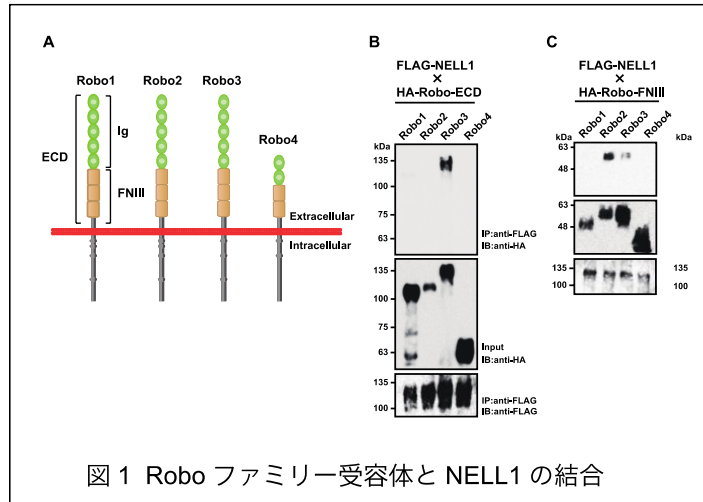 A
Robo1
Robo2
Robo3
Robo4
ECD
Ig
FNIII
Extracellular
Intracellular
B
FLAG-NELL1
×
HA-Robo-ECD
Robo1
Robo2
Robo3
Robo4
kDa
135
100
75
63
IP:anti-FLAG
IB:anti-HA
135
100
75
63
Input
IB:anti-HA
135
100
IP:anti-FLAG
IB:anti-FLAG
C
FLAG-NELL1
×
HA-Robo-FNIII
Robo1
Robo2
Robo3
Robo4
kDa
kDa
63
48
63
48
135
100
135
100
図 1 Robo ファミリー受容体と NELL1 の結合